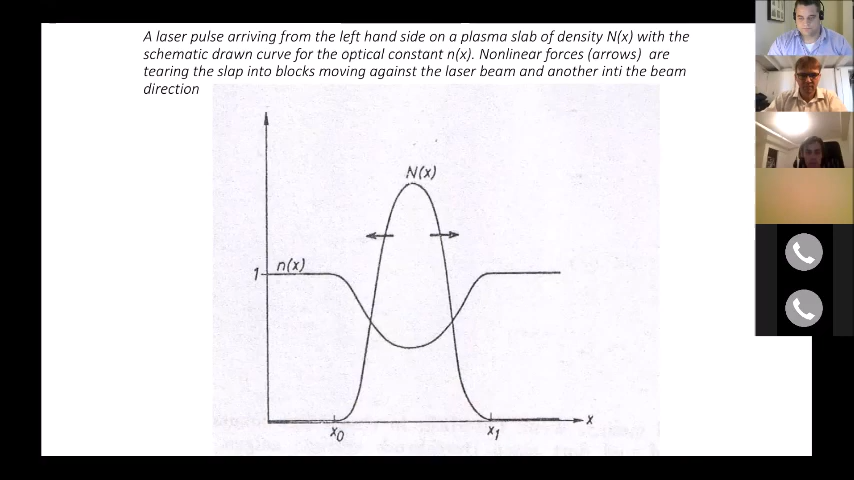 A laser pulse arriving from the left hand side on a plasma slab of density N(x) with the
schematic drawn curve for the optical constant n(x). Nonlinear forces (arrows) are
tearing the slap into blocks moving against the laser beam and another inti the beam
direction
N(x)
1 n(x)
x
x₀ x₁